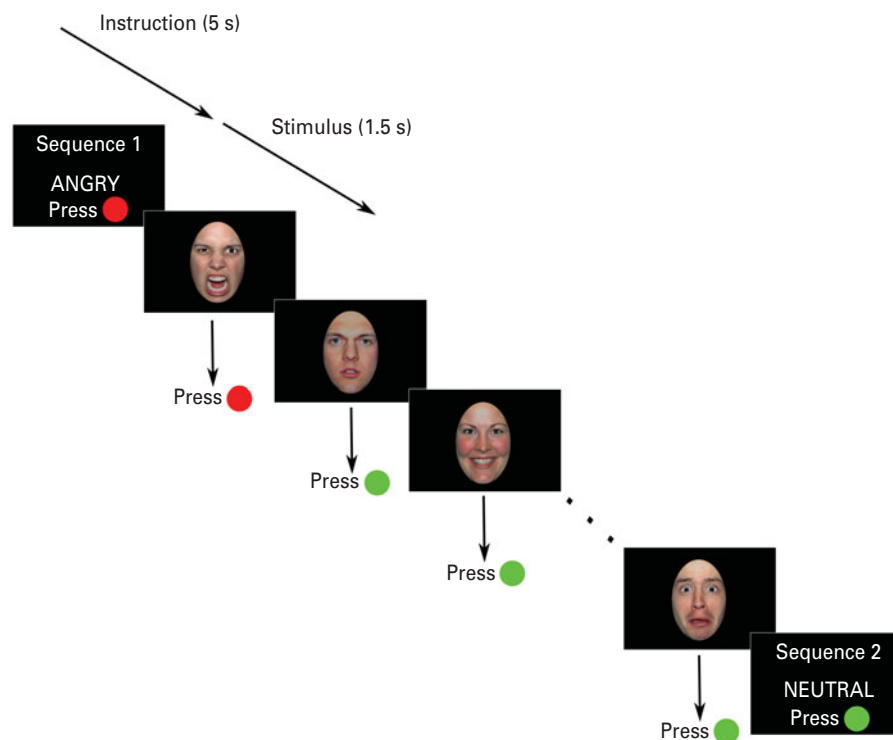 Instruction (5 s)
Stimulus (1.5 s)
Sequence 1
ANGRY
Press
Press
Press
Press
Sequence 2
NEUTRAL
Press
Press